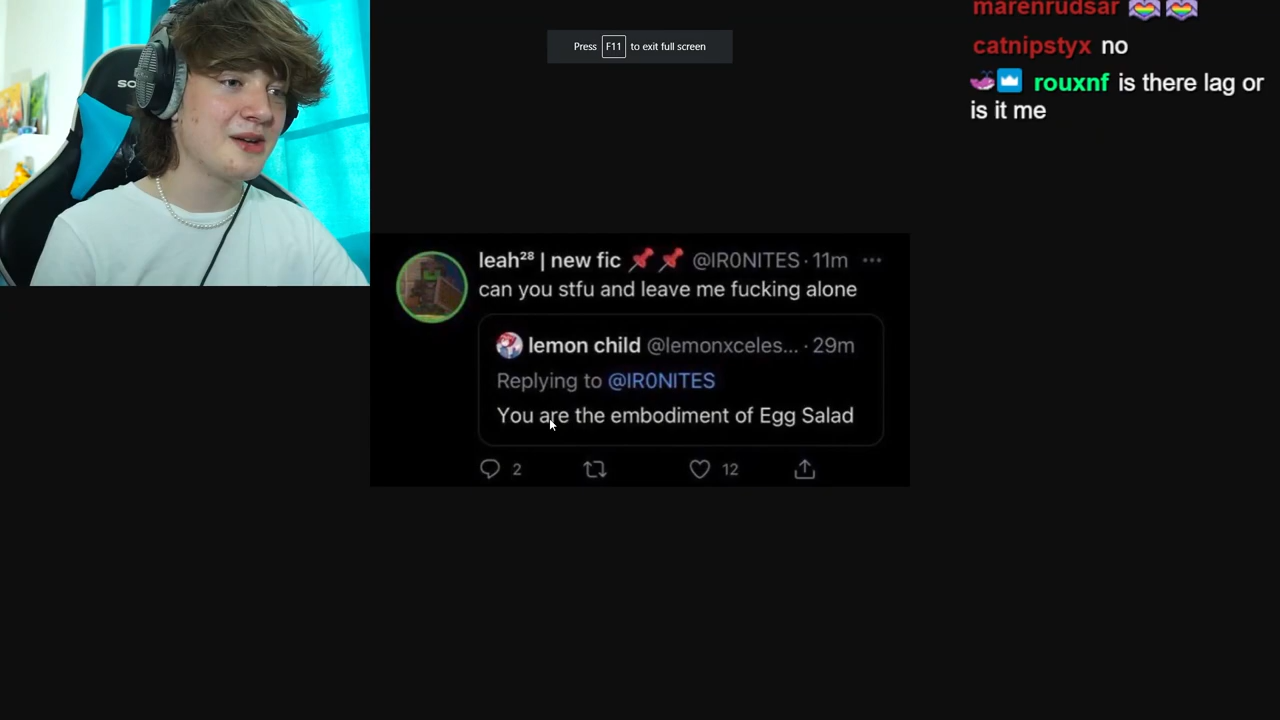 SO
Press F11 to exit full screen
marenrudsar
catnipstyx no
rouxnf is there lag or
is it me
leah²⁸ | new fic 📌📌 @IR0NITES · 11m ···
can you stfu and leave me fucking alone
lemon child @lemonxceles... · 29m
Replying to @IR0NITES
You are the embodiment of Egg Salad
2
12